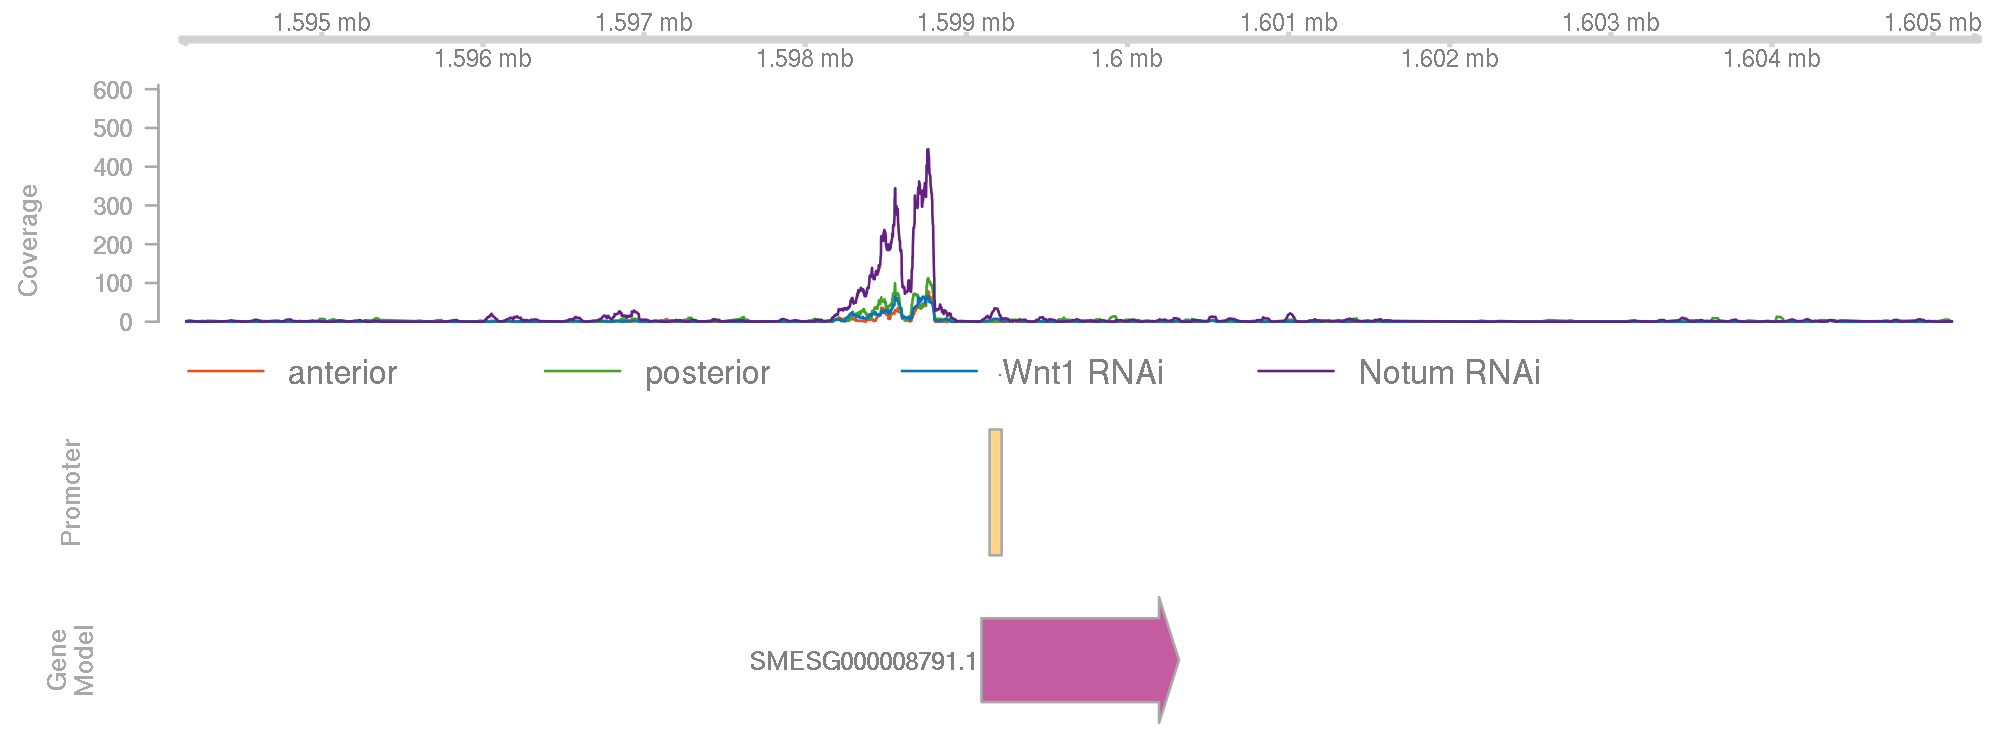 1.595 mb 1.597 mb 1.599 mb 1.601 mb 1.603 mb 1.605 mb
1.596 mb 1.598 mb 1.6 mb 1.602 mb 1.604 mb
Coverage
600
500
400
300
200
100
0
anterior posterior Wnt1 RNAi Notum RNAi
Promoter
Gene
Model
SMESG000008791.1